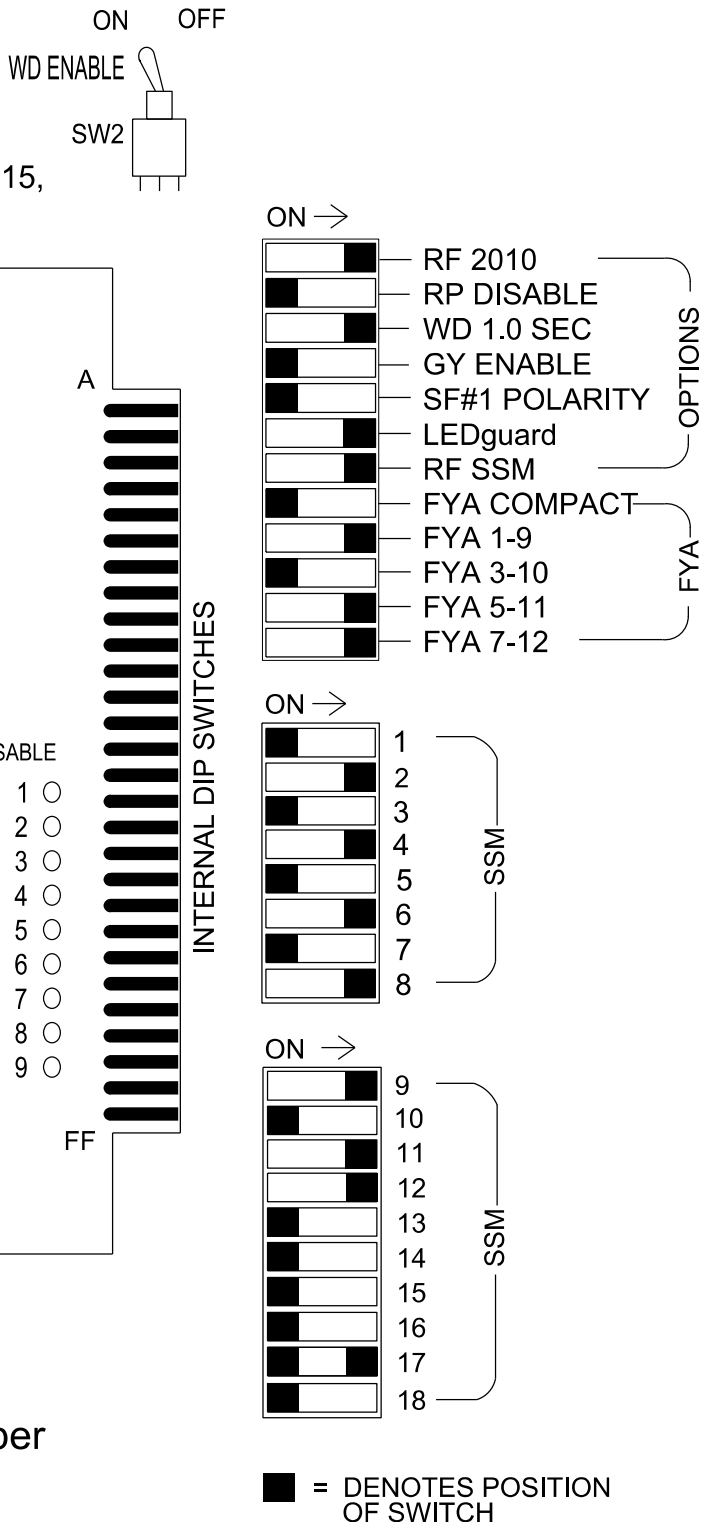 ON OFF
WD ENABLE
SW2
15,
ON →
RF 2010
RP DISABLE
WD 1.0 SEC
GY ENABLE
SF#1 POLARITY
LEDguard
RF SSM
OPTIONS
FYA COMPACT
FYA 1-9
FYA 3-10
FYA 5-11
FYA 7-12
FYA
A
FF
INTERNAL DIP SWITCHES
SABLE
1
2
3
4
5
6
7
8
9
ON →
1
2
3
4
5
6
7
8
SSM
ON →
9
10
11
12
13
14
15
16
17
18
SSM
per
= DENOTES POSITION
OF SWITCH